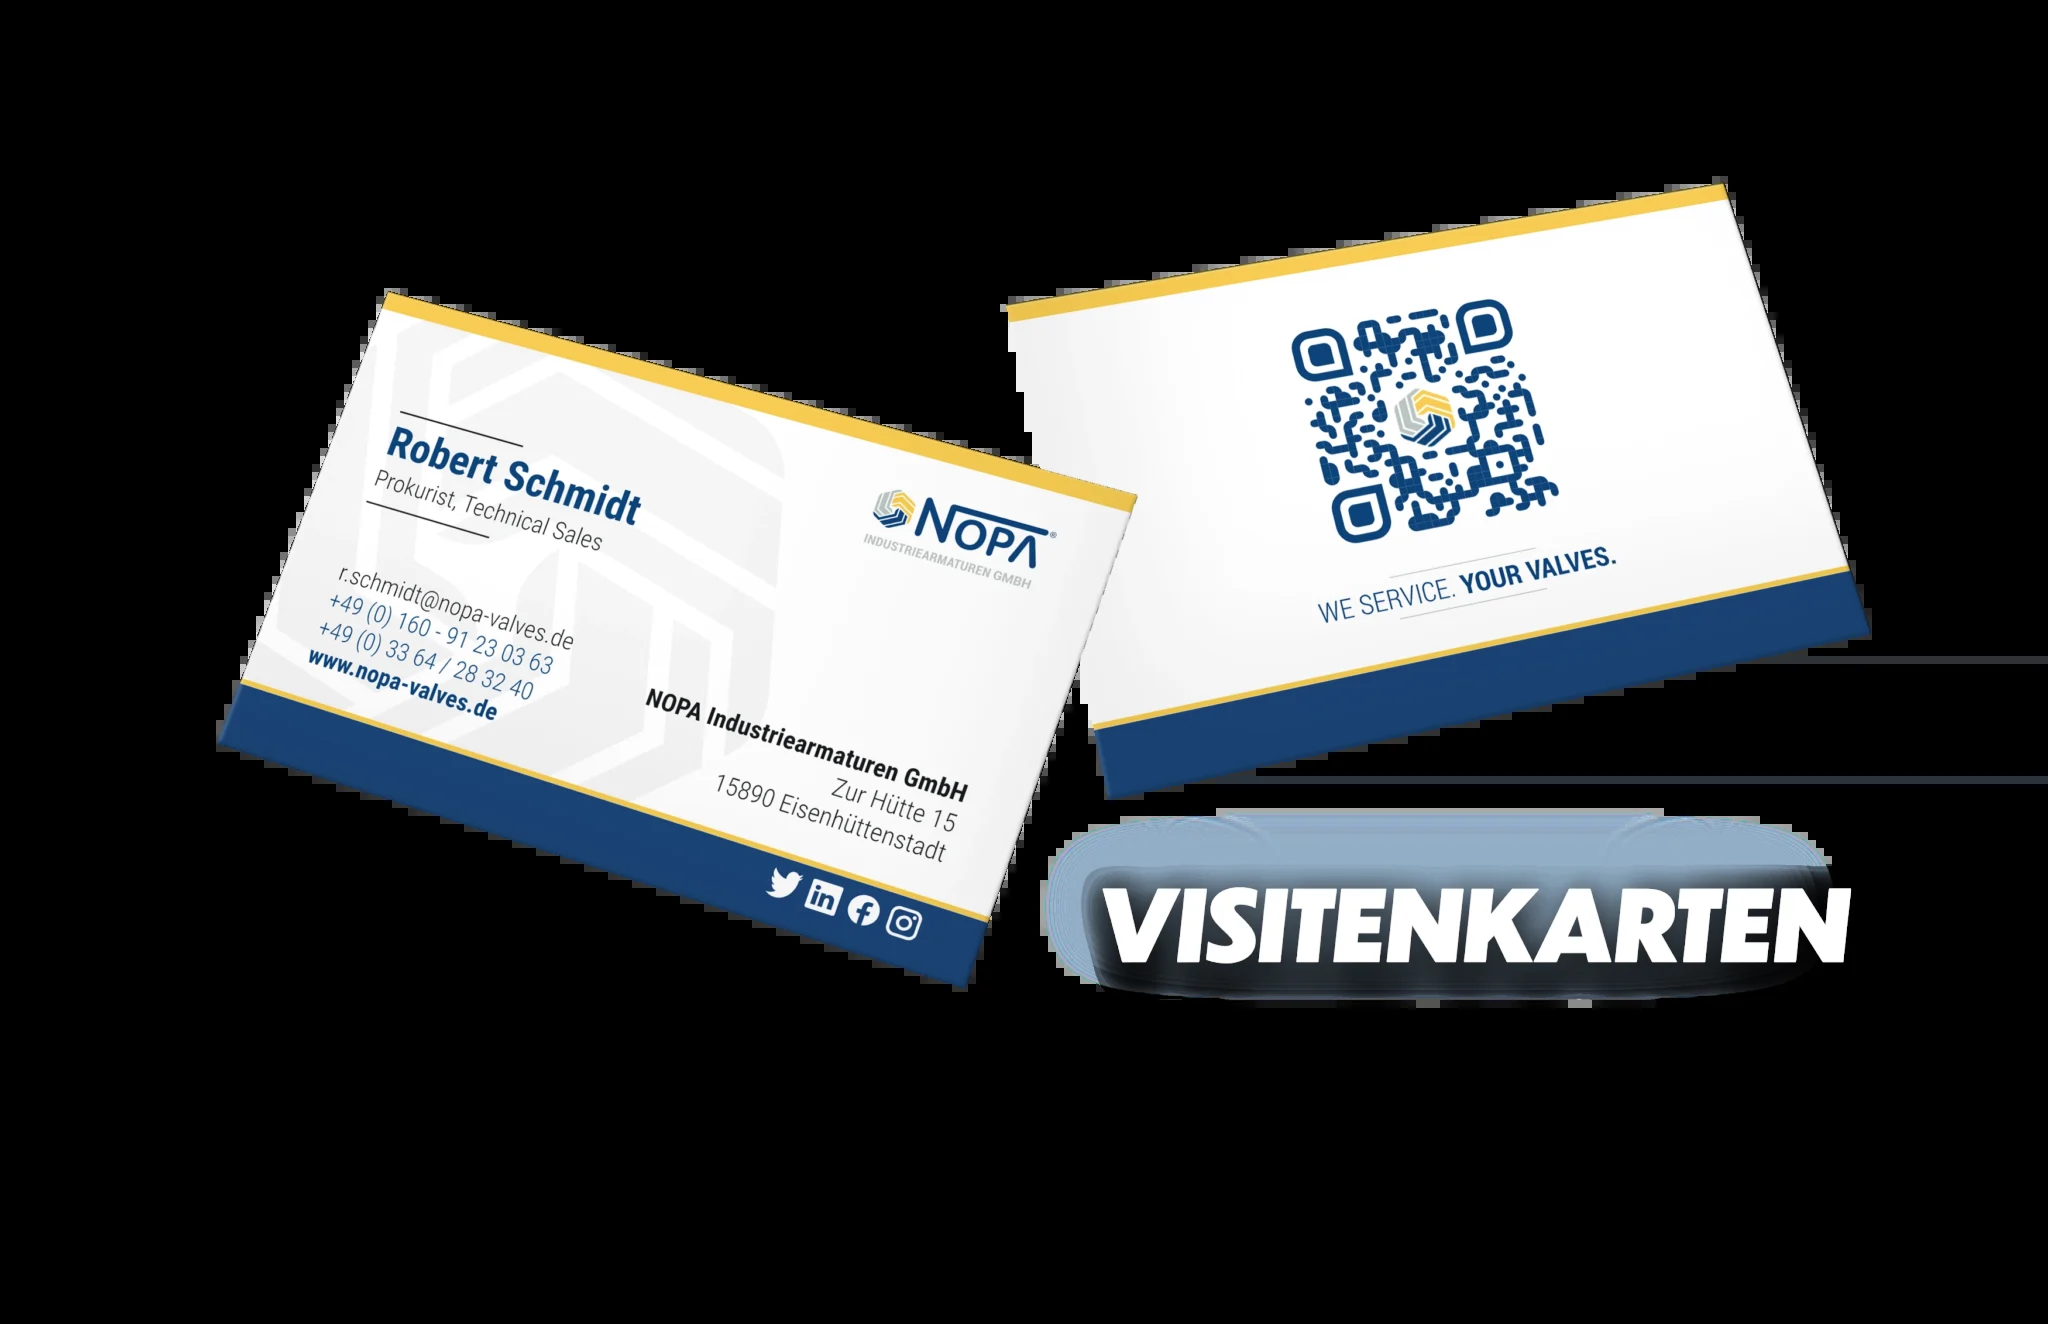 Robert Schmidt
Prokurist, Technical Sales
r.schmidt@nopa-valves.de
+49 (0) 160 - 91 23 03 63
+49 (0) 33 64 / 28 32 40
www.nopa-valves.de
NOPA®
INDUSTRIEARMATUREN GMBH
NOPA Industriearmaturen GmbH
Zur Hütte 15
15890 Eisenhüttenstadt
in
WE SERVICE. YOUR VALVES.
VISITENKARTEN